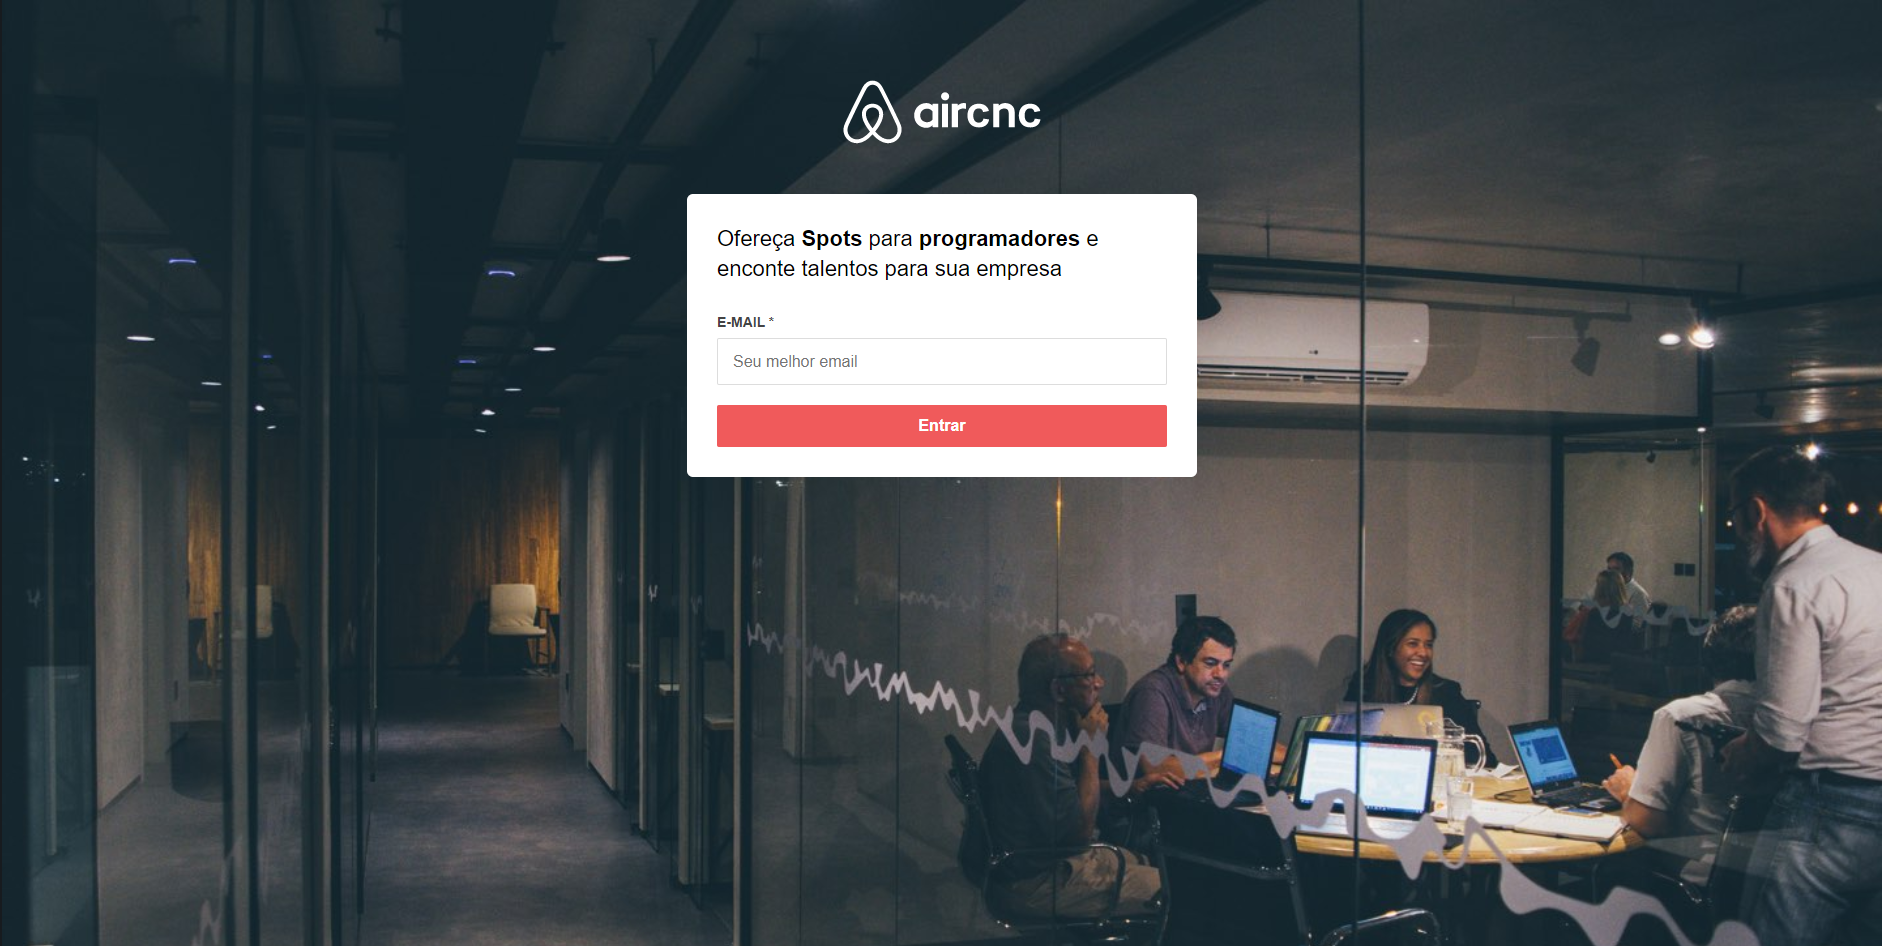 aircnc
Ofereça Spots para programadores e
enconte talentos para sua empresa
E-MAIL *
Seu melhor email
Entrar